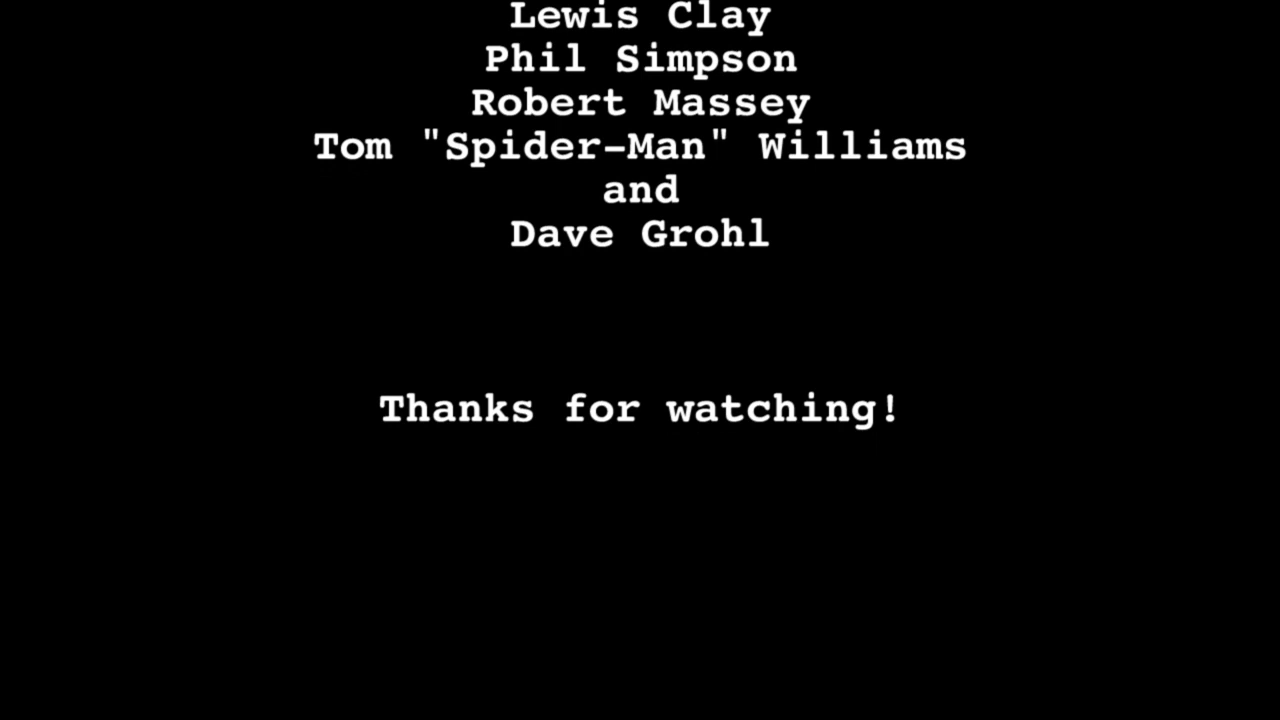 Lewis Clay
Phil Simpson
Robert Massey
Tom "Spider-Man" Williams
and
Dave Grohl
Thanks for watching!